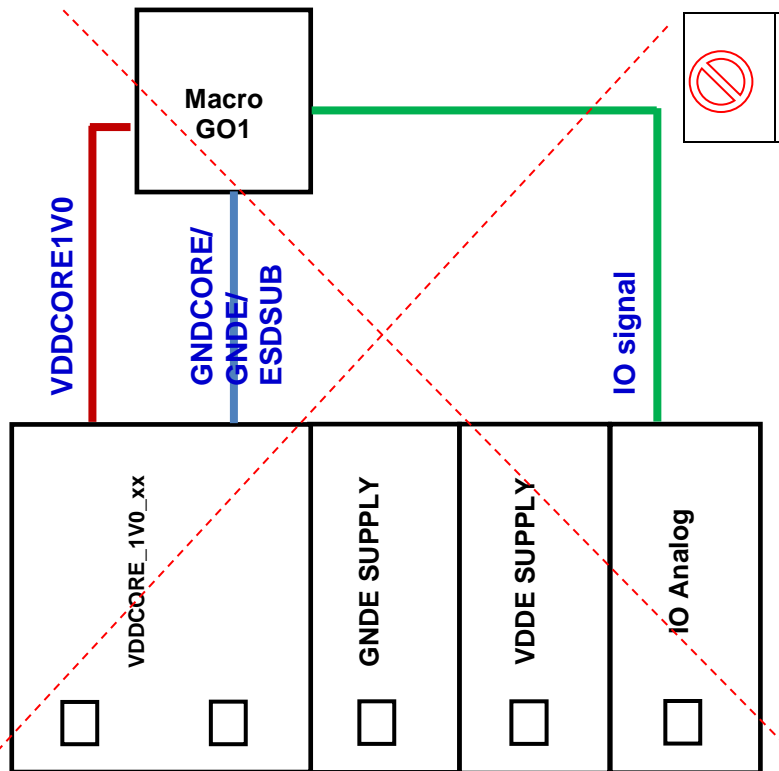 Macro
GO1
VDDCORE1V0
GNDCORE/
GNDE/
ESDSUB
IO signal
VDDCORE_1V0_xx
GNDE SUPPLY
VDDE SUPPLY
IO Analog